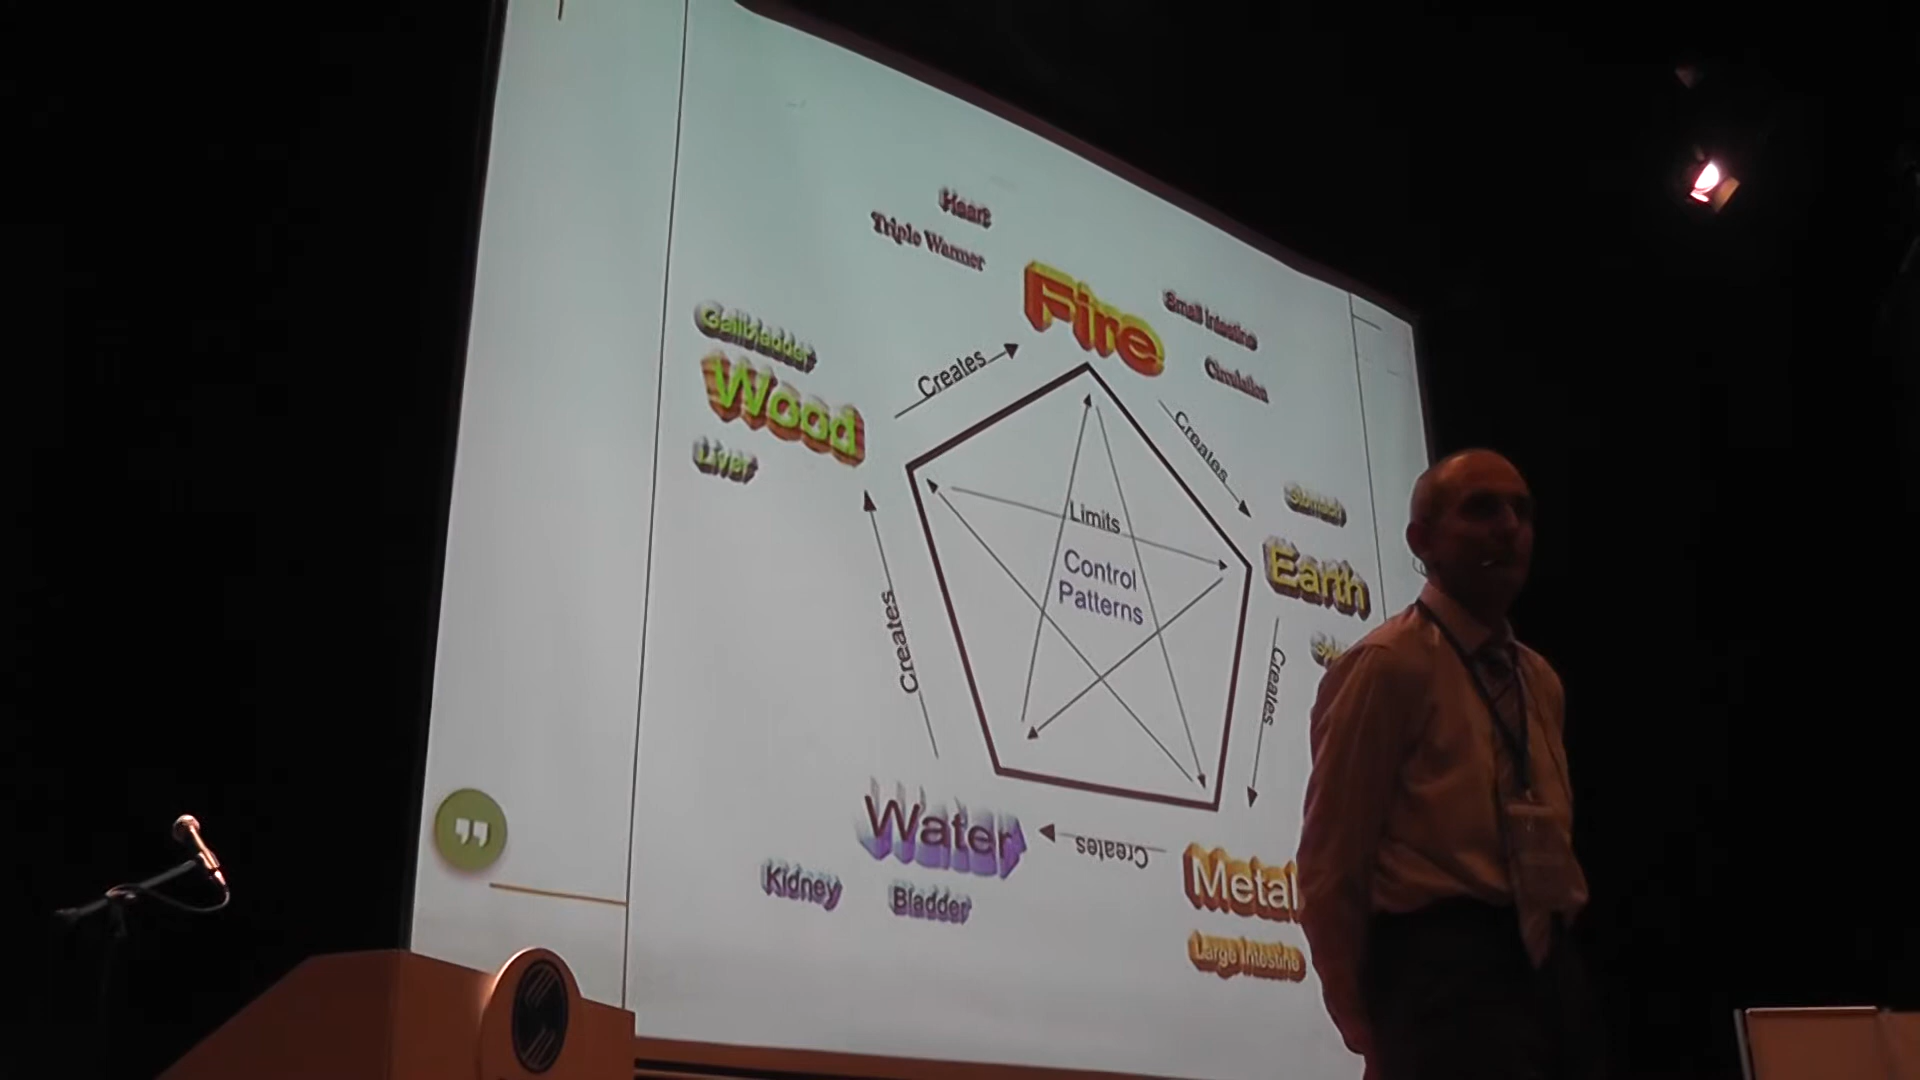 Heart
Triple Warmer
Fire
Small Intestine
Circulation
Gallbladder
Wood
Liver
Creates
Creates
Stomach
Earth
Limits
Control
Patterns
Creates
Creates
Water
Creates
Metal
Kidney
Bladder
Large Intestine